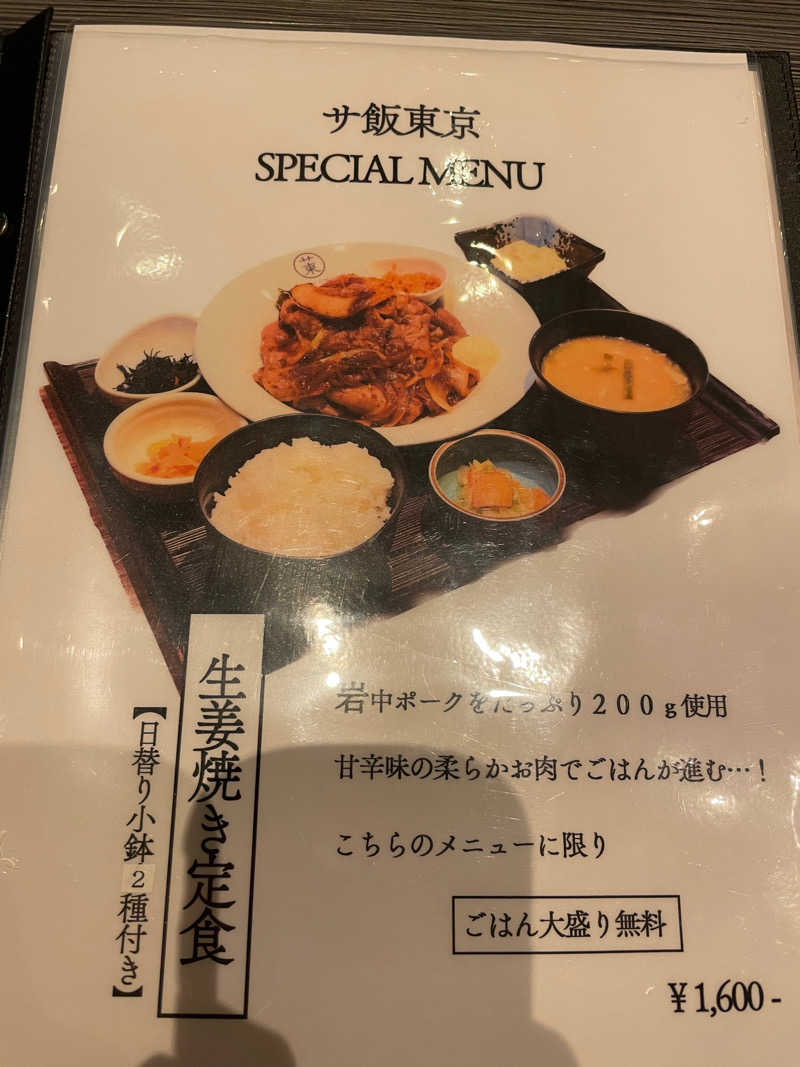 サ飯東京
SPECIAL MENU
サ東
生姜焼き定食
【日替り小鉢2種付き】
岩中ポークをたっぷり200g使用
甘辛味の柔らかお肉でごはんが進む…！
こちらのメニューに限り
ごはん大盛り無料
¥1,600-